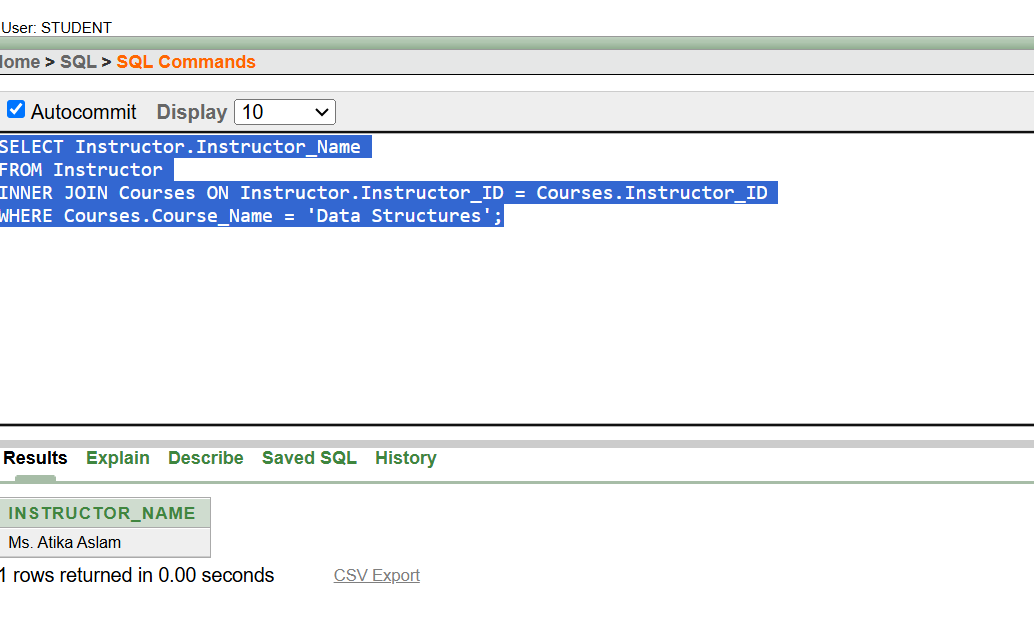 User: STUDENT
Home > SQL > SQL Commands
Autocommit Display 10
SELECT Instructor.Instructor_Name
FROM Instructor
INNER JOIN Courses ON Instructor.Instructor_ID = Courses.Instructor_ID
WHERE Courses.Course_Name = 'Data Structures';
Results Explain Describe Saved SQL History
INSTRUCTOR_NAME
Ms. Atika Aslam
1 rows returned in 0.00 seconds CSV Export